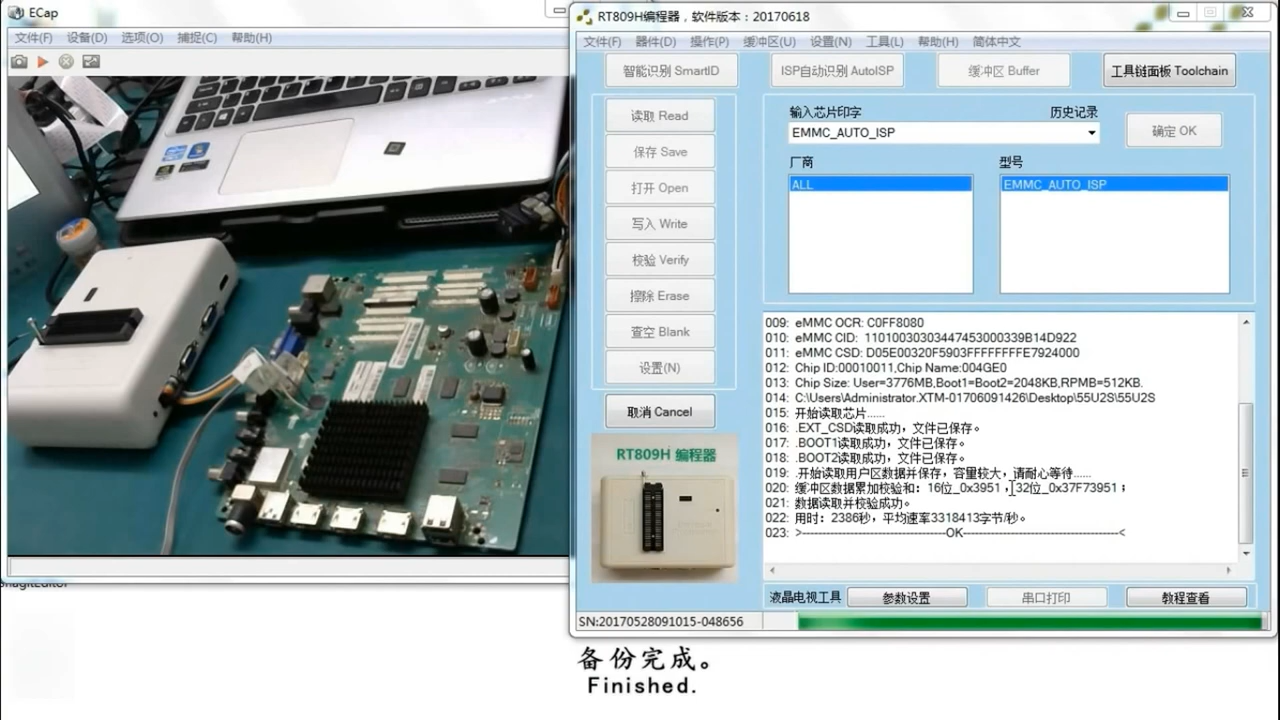 ECap
文件(F) 设备(D) 选项(O) 捕捉(C) 帮助(H)
RT809H编程器，软件版本：20170618
文件(F) 器件(D) 操作(P) 缓冲区(U) 设置(N) 工具(L) 帮助(H) 简体中文
智能识别 SmartID
ISP自动识别 AutoISP
缓冲区 Buffer
工具链面板 Toolchain
读取 Read
保存 Save
打开 Open
写入 Write
校验 Verify
擦除 Erase
查空 Blank
设置(N)
取消 Cancel
RT809H 编程器
输入芯片印字
历史记录
EMMC_AUTO_ISP
确定 OK
厂商
型号
ALL
EMMC_AUTO_ISP
009: eMMC OCR: C0FF8080
010: eMMC CID: 1101003030344745300033​9B14D922
011: eMMC CSD: D05E00320F5903FFFFFFFFE7924000
012: Chip ID:00010011,Chip Name:004GE0
013: Chip Size: User=3776MB,Boot1=Boot2=2048KB,RPMB=512KB.
014: C:\Users\Administrator.XTM-01706091426\Desktop\55U2S\55U2S
015: 开始读取芯片......
016: .EXT_CSD读取成功，文件已保存。
017: .BOOT1读取成功，文件已保存。
018: .BOOT2读取成功，文件已保存。
019: .开始读取用户区数据并保存，容量较大，请耐心等待......
020: 缓冲区数据累加校验和：16位_0x3951 ，32位_0x37F73951；
021: 数据读取并校验成功。
022: 用时：2386秒，平均速率3318413字节/秒。
023: >-----------------------------------OK--------------------------------------<
液晶电视工具
参数设置
串口打印
教程查看
SN:20170528091015-048656
备份完成。
Finished.